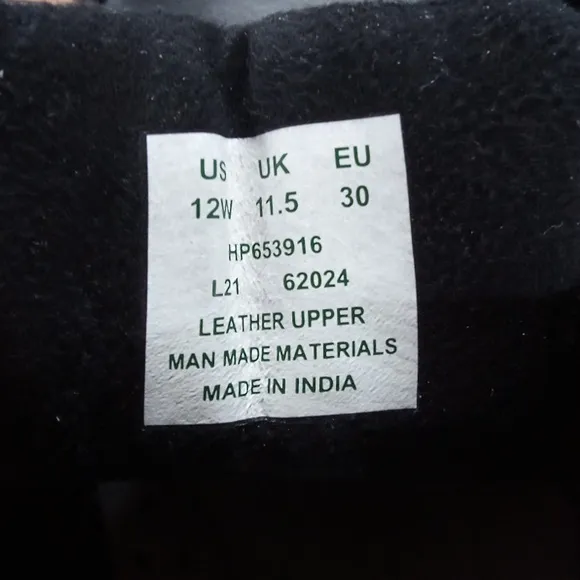 US UK EU
12W 11.5 30
HP653916
L21 62024
LEATHER UPPER
MAN MADE MATERIALS
MADE IN INDIA